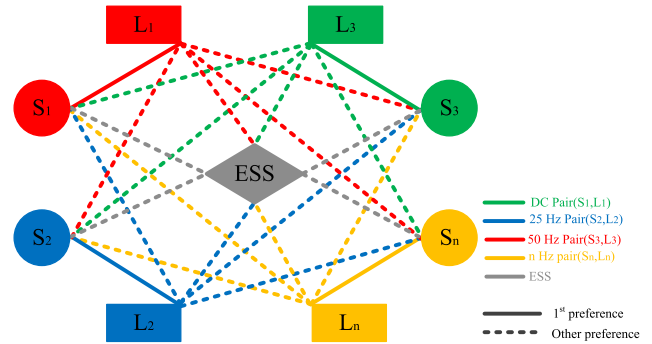 L1
L3
S1
S3
ESS
S2
Sn
L2
Ln
DC Pair(S1,L1)
25 Hz Pair(S2,L2)
50 Hz Pair(S3,L3)
n Hz pair(Sn,Ln)
ESS
1st preference
Other preference